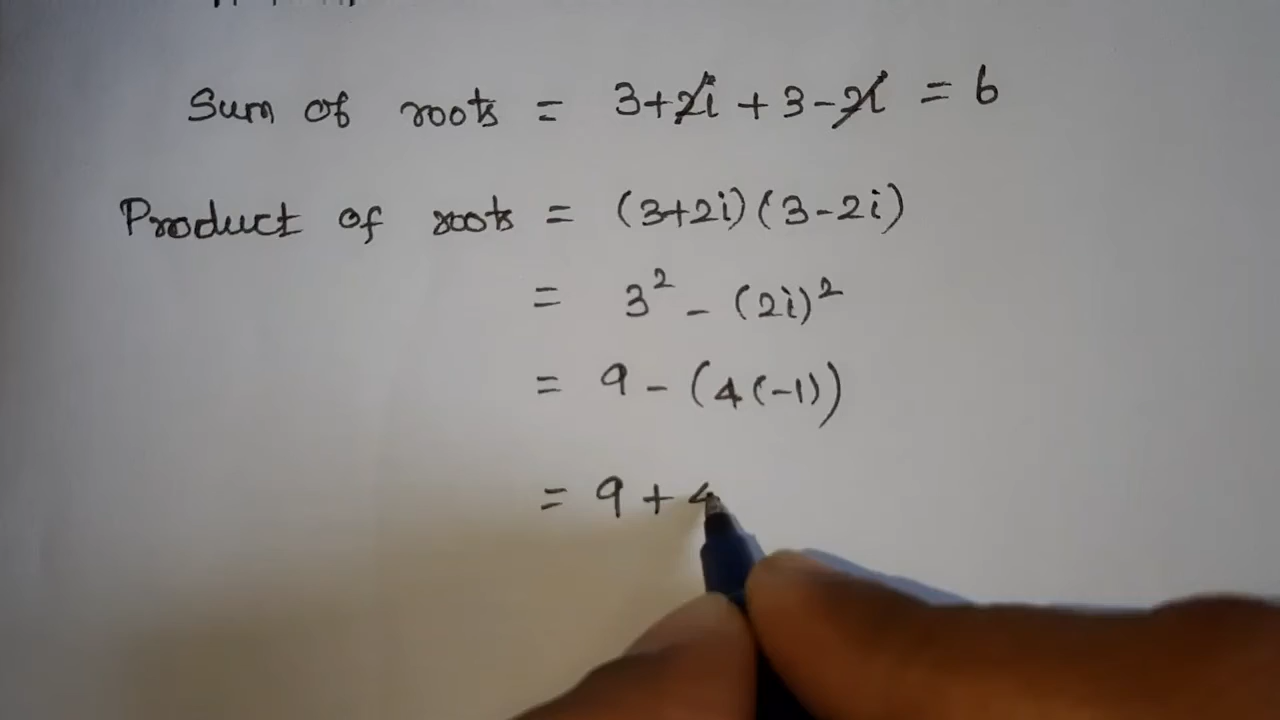 Sum of roots = 3+2i + 3-2i = 6
Product of roots = (3+2i)(3-2i)
= 3² - (2i)²
= 9 - (4(-1))
= 9 + 4